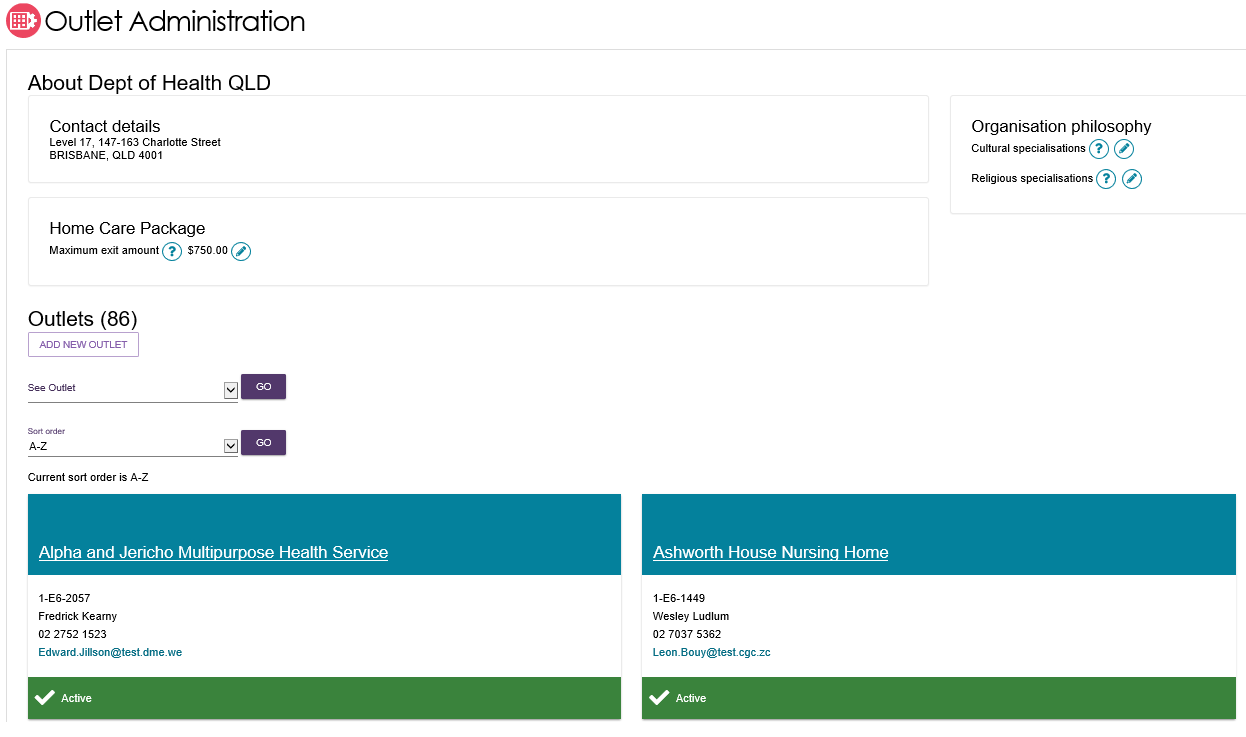 Outlet Administration
About Dept of Health QLD
Contact details
Level 17, 147-163 Charlotte Street
BRISBANE, QLD 4001
Organisation philosophy
Cultural specialisations ?
Religious specialisations ?
Home Care Package
Maximum exit amount ? $750.00
Outlets (86)
ADD NEW OUTLET
See Outlet GO
Sort order
A-Z GO
Current sort order is A-Z
Alpha and Jericho Multipurpose Health Service
1-E6-2057
Fredrick Kearny
02 2752 1523
Edward.Jillson@test.dme.we
Active
Ashworth House Nursing Home
1-E6-1449
Wesley Ludlum
02 7037 5362
Leon.Bouy@test.cgc.zc
Active